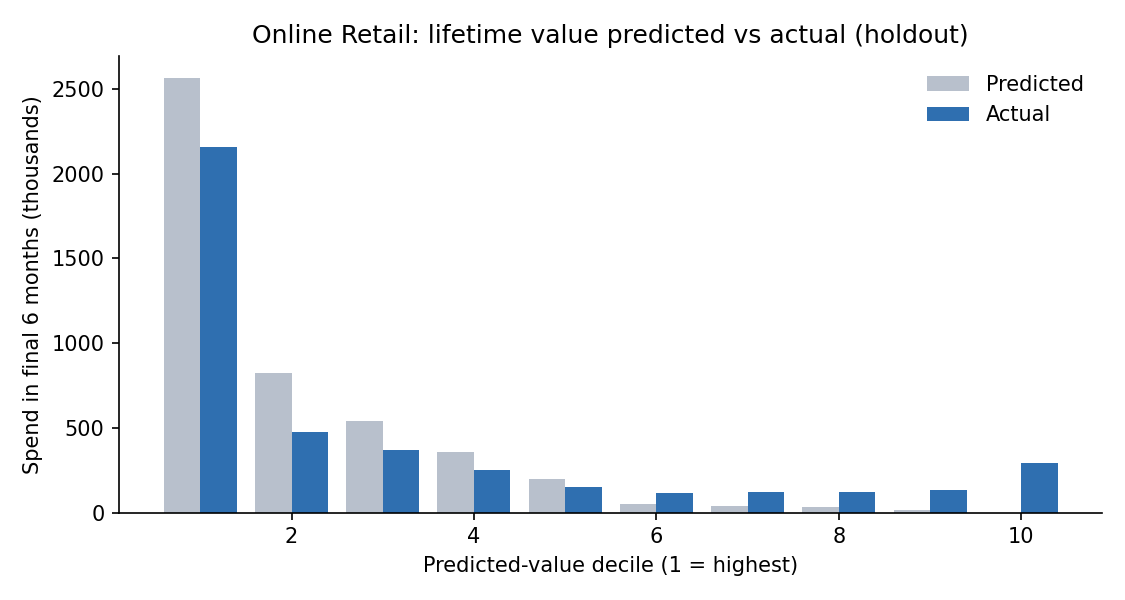 Online Retail: lifetime value predicted vs actual (holdout)
Predicted
Actual
Spend in final 6 months (thousands)
2500
2000
1500
1000
500
0
2 4 6 8 10
Predicted-value decile (1 = highest)